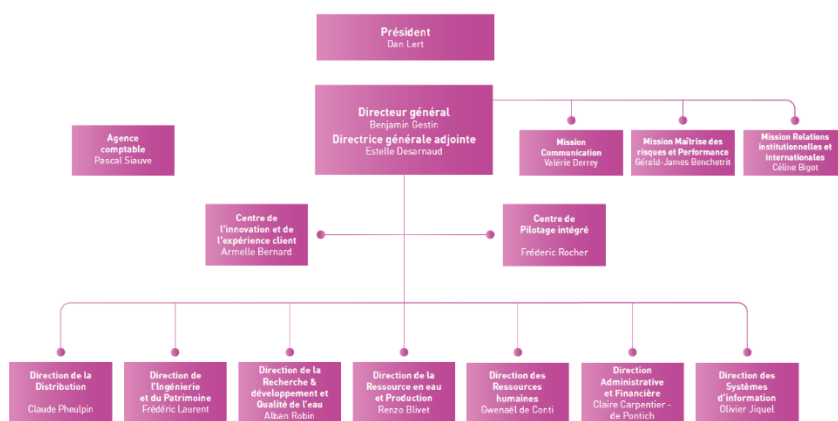 Président
Dan Lert
Directeur général
Benjamin Gestin
Directrice générale adjointe
Estelle Desarnaud
Agence
comptable
Pascal Siauve
Mission
Communication
Valérie Derrey
Mission Maîtrise des
risques et Performance
Gérald-James Benchetrit
Mission Relations
institutionnelles et
internationales
Céline Bigot
Centre de
l'innovation et de
l'expérience client
Armelle Bernard
Centre de
Pilotage intégré
Fréderic Rocher
Direction de la
Distribution
Claude Pheulpin
Direction de
l'Ingénierie
et du Patrimoine
Frédéric Laurent
Direction de la
Recherche &
développement et
Qualité de l'eau
Alban Robin
Direction de la
Ressource en eau
et Production
Renzo Blivet
Direction des
Ressources
humaines
Gwenaël de Conti
Direction
Administrative
et Financière
Claire Carpentier -
de Pontich
Direction des
Systèmes
d'information
Olivier Jiquel